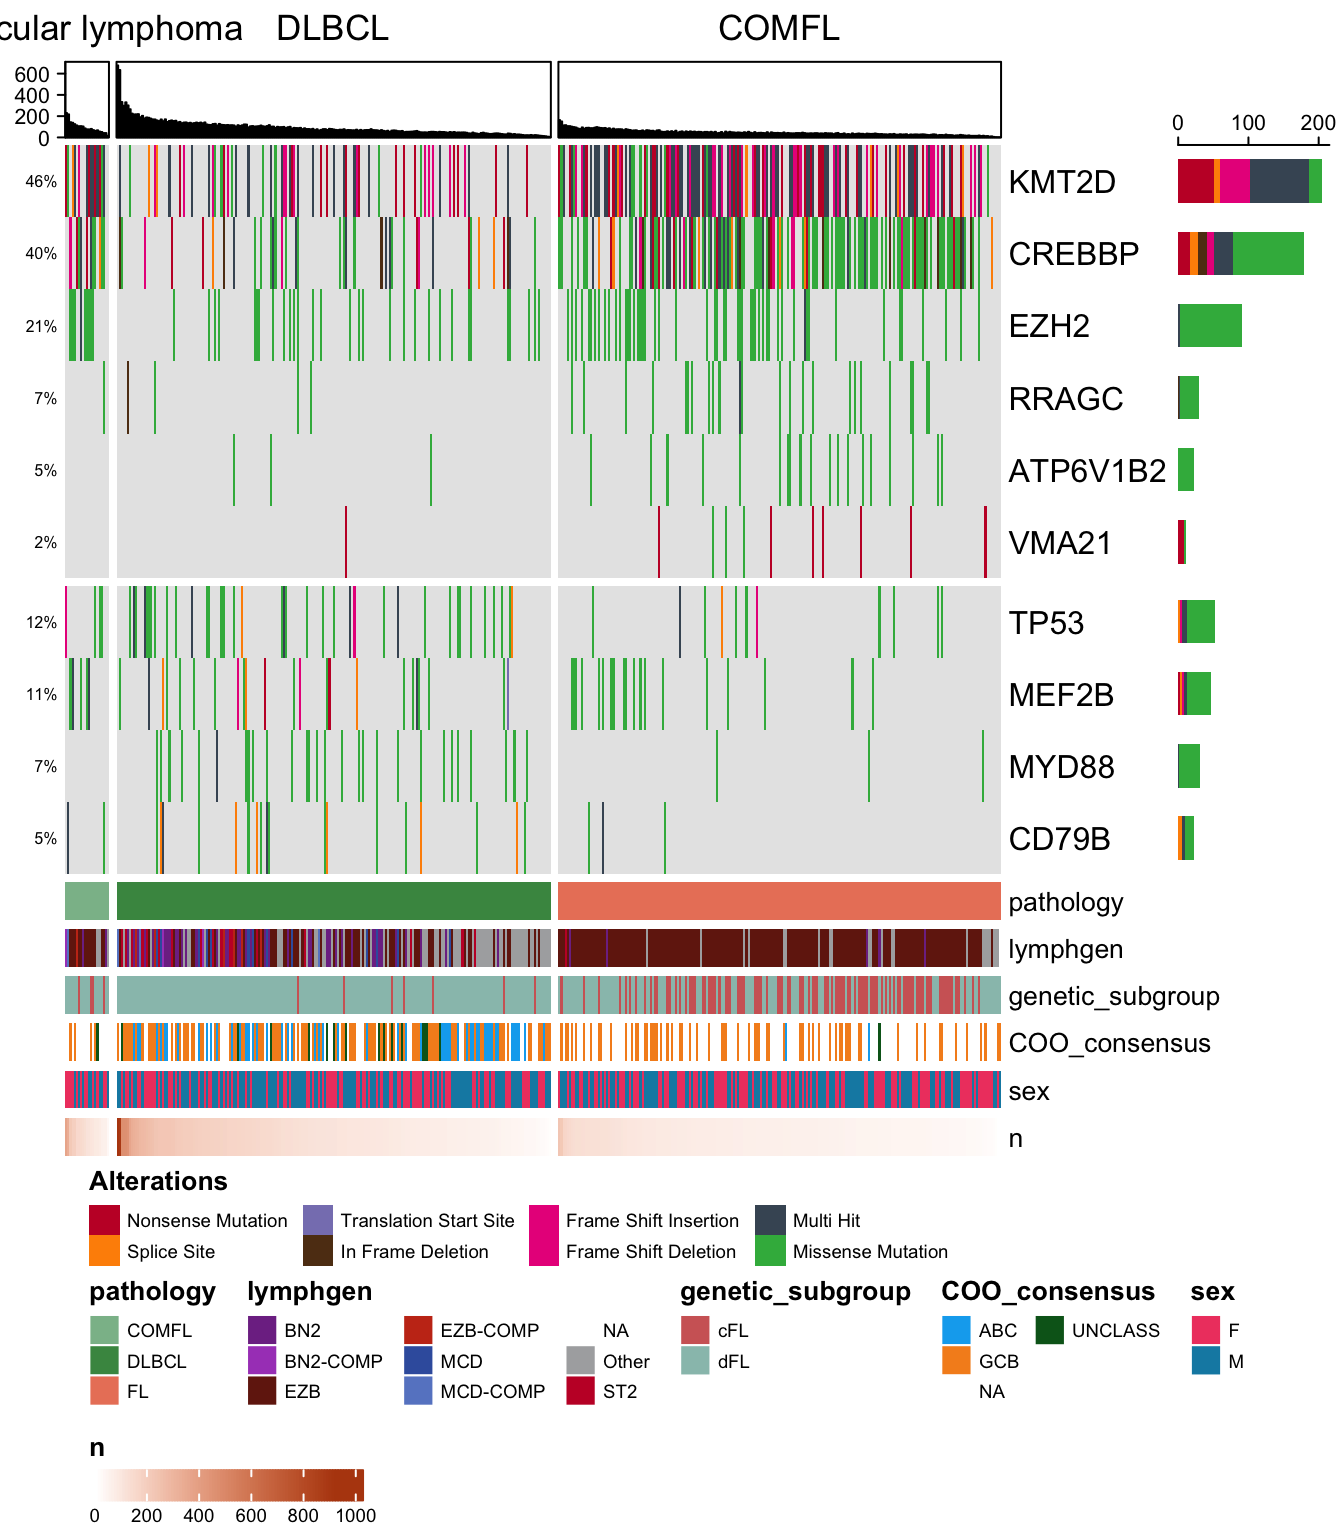 cular lymphoma DLBCL COMFL
600
400
200
0
0 100 200
46% KMT2D
40% CREBBP
21% EZH2
7% RRAGC
5% ATP6V1B2
2% VMA21
12% TP53
11% MEF2B
7% MYD88
5% CD79B
pathology
lymphgen
genetic_subgroup
COO_consensus
sex
n
Alterations
Nonsense Mutation Translation Start Site Frame Shift Insertion Multi Hit
Splice Site In Frame Deletion Frame Shift Deletion Missense Mutation
pathology lymphgen genetic_subgroup COO_consensus sex
COMFL BN2 EZB-COMP NA cFL ABC UNCLASS F
DLBCL BN2-COMP MCD Other dFL GCB M
FL EZB MCD-COMP ST2 NA
n
0 200 400 600 800 1000